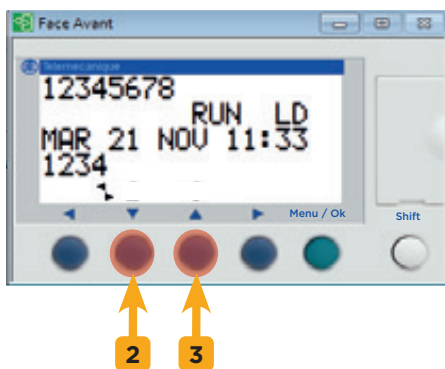 Face Avant
Telemecanique
12345678
RUN LD
MAR 21 NOV 11:33
1234
Menu / Ok
Shift
2 3